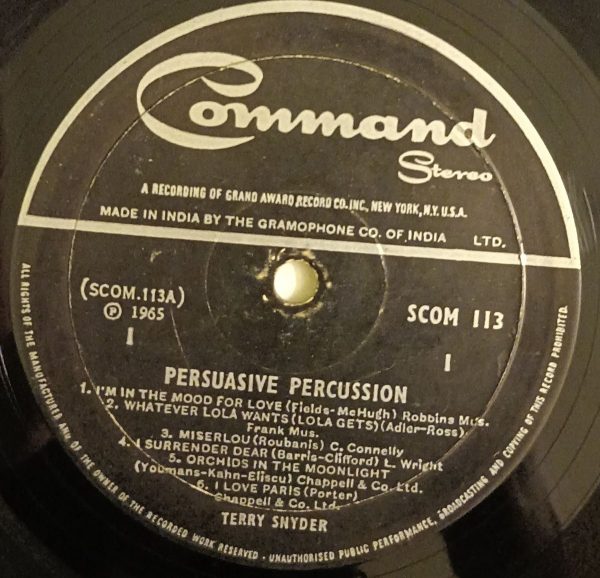 Command
Stereo
A RECORDING OF GRAND AWARD RECORD CO. INC., NEW YORK, N.Y. U.S.A.
MADE IN INDIA BY THE GRAMOPHONE CO. OF INDIA LTD.
(SCOM.113A)
℗ 1965
1
SCOM 113
1
PERSUASIVE PERCUSSION
1. I'M IN THE MOOD FOR LOVE (Fields-McHugh) Robbins Mus.
2. WHATEVER LOLA WANTS (LOLA GETS) (Adler-Ross)
Frank Mus.
3. MISERLOU (Roubanis) C. Connelly
4. I SURRENDER DEAR (Barris-Clifford) L. Wright
5. ORCHIDS IN THE MOONLIGHT
(Youmans-Kahn-Eliscu) Chappell & Co. Ltd.
6. I LOVE PARIS (Porter)
Chappell & Co. Ltd.
TERRY SNYDER
ALL RIGHTS OF THE MANUFACTURER AND OF THE OWNER OF THE RECORDED WORK RESERVED - UNAUTHORISED PUBLIC PERFORMANCE, BROADCASTING AND COPYING OF THIS RECORD PROHIBITED.